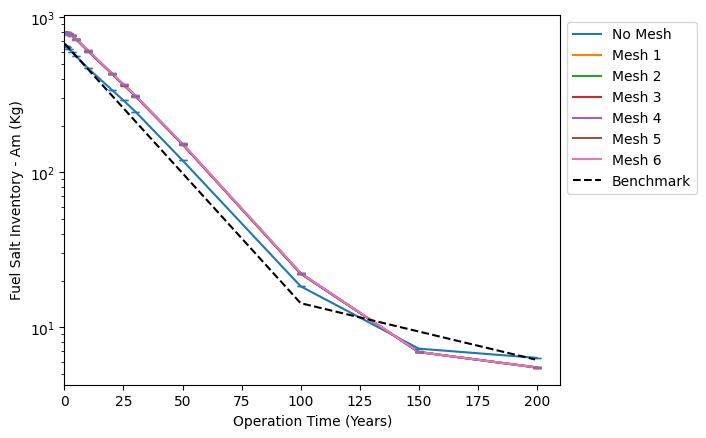 10³
10²
10¹
Fuel Salt Inventory - Am (Kg)
0 25 50 75 100 125 150 175 200
Operation Time (Years)
No Mesh
Mesh 1
Mesh 2
Mesh 3
Mesh 4
Mesh 5
Mesh 6
Benchmark